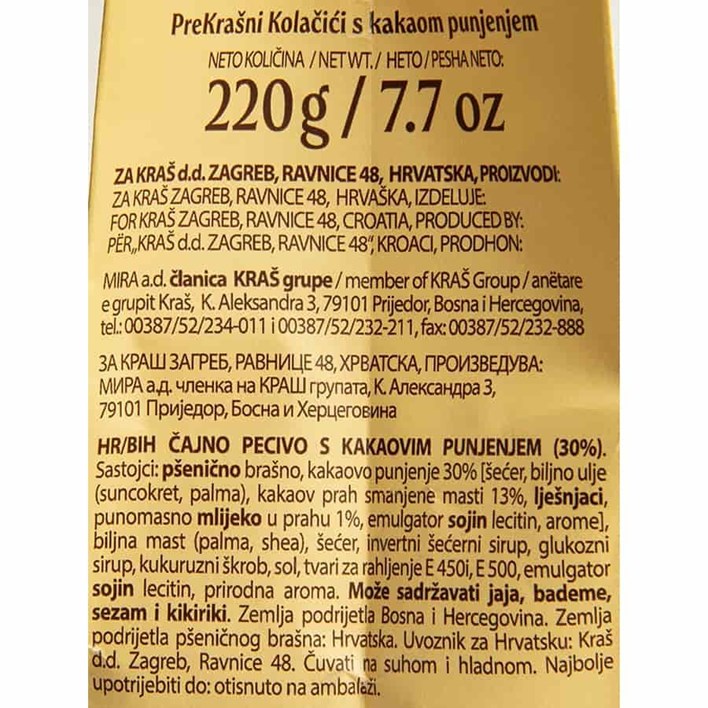 PreKrašni Kolačići s kakaom punjenjem
NETO KOLIČINA / NET WT. / НЕТО / PESHA NETO:
220 g / 7.7 oz
ZA KRAŠ d.d. ZAGREB, RAVNICE 48, HRVATSKA, PROIZVODI:
ZA KRAŠ ZAGREB, RAVNICE 48, HRVAŠKA, IZDELUJE:
FOR KRAŠ ZAGREB, RAVNICE 48, CROATIA, PRODUCED BY:
PËR „KRAŠ d.d. ZAGREB, RAVNICE 48”, KROACI, PRODHON:
MIRA a.d. članica KRAŠ grupe / member of KRAŠ Group / anëtare
e grupit Kraš, K. Aleksandra 3, 79101 Prijedor, Bosna i Hercegovina,
tel.: 00387/52/234-011 i 00387/52/232-211, fax: 00387/52/232-888
ЗА КРАШ ЗАГРЕБ, РАВНИЦЕ 48, ХРВАТСКА, ПРОИЗВЕДУВА:
МИРА а.д. членка на КРАШ групата, К. Александра 3,
79101 Приједор, Босна и Херцеговина
HR/BIH ČAJNO PECIVO S KAKAOVIM PUNJENJEM (30%).
Sastojci: pšenično brašno, kakaovo punjenje 30% [šećer, biljno ulje
(suncokret, palma), kakaov prah smanjene masti 13%, lješnjaci,
punomasno mlijeko u prahu 1%, emulgator sojin lecitin, arome],
biljna mast (palma, shea), šećer, invertni šećerni sirup, glukozni
sirup, kukuruzni škrob, sol, tvari za rahljenje E 450i, E 500, emulgator
sojin lecitin, prirodna aroma. Može sadržavati jaja, bademe,
sezam i kikiriki. Zemlja podrijetla Bosna i Hercegovina. Zemlja
podrijetla pšeničnog brašna: Hrvatska. Uvoznik za Hrvatsku: Kraš
d.d. Zagreb, Ravnice 48. Čuvati na suhom i hladnom. Najbolje
upotrijebiti do: otisnuto na ambalaži.